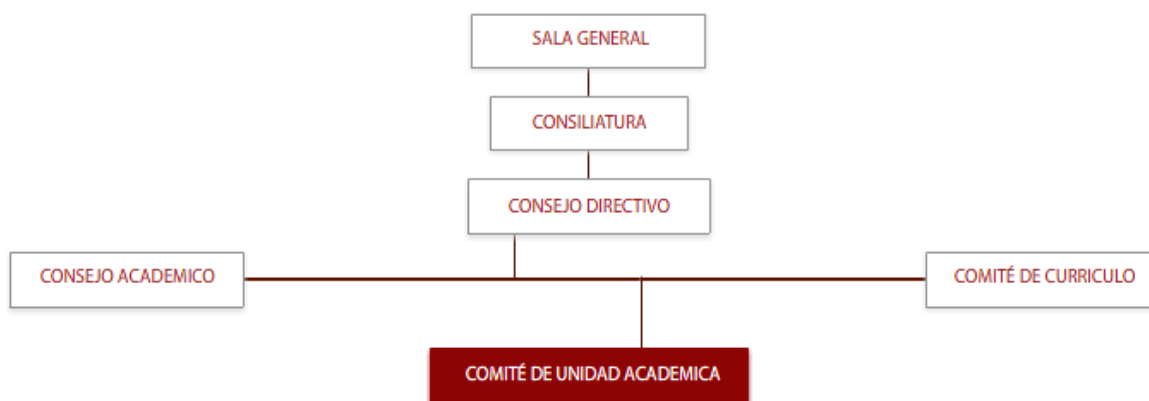 SALA GENERAL
CONSILIATURA
CONSEJO DIRECTIVO
CONSEJO ACADEMICO
COMITÉ DE CURRICULO
COMITÉ DE UNIDAD ACADEMICA